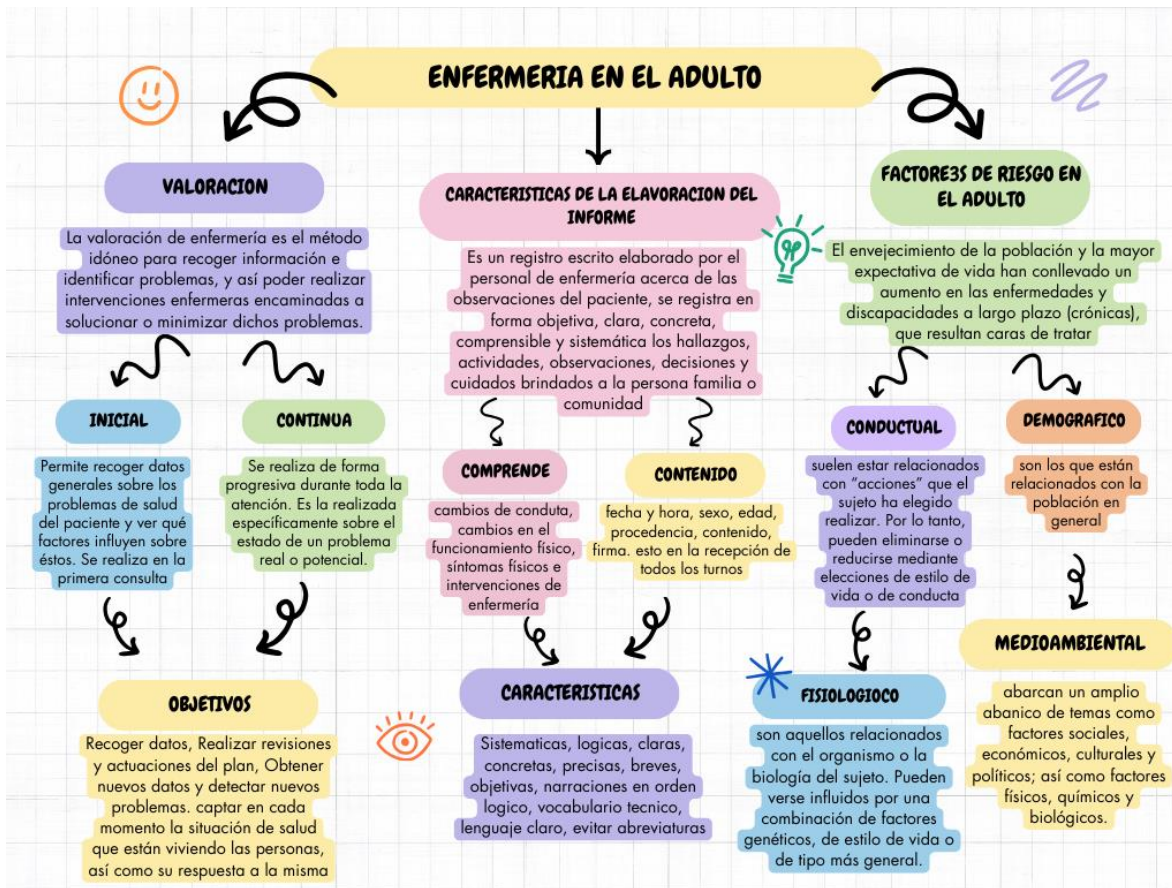 ENFERMERIA EN EL ADULTO
VALORACION
La valoración de enfermería es el método
idóneo para recoger información e
identificar problemas, y así poder realizar
intervenciones enfermeras encaminadas a
solucionar o minimizar dichos problemas.
INICIAL
Permite recoger datos
generales sobre los
problemas de salud
del paciente y ver qué
factores influyen sobre
éstos. Se realiza en la
primera consulta
CONTINUA
Se realiza de forma
progresiva durante toda la
atención. Es la realizada
específicamente sobre el
estado de un problema
real o potencial.
OBJETIVOS
Recoger datos, Realizar revisiones
y actuaciones del plan, Obtener
nuevos datos y detectar nuevos
problemas. captar en cada
momento la situación de salud
que están viviendo las personas,
así como su respuesta a la misma
CARACTERISTICAS DE LA ELAVORACION DEL
INFORME
Es un registro escrito elaborado por el
personal de enfermería acerca de las
observaciones del paciente, se registra en
forma objetiva, clara, concreta,
comprensible y sistemática los hallazgos,
actividades, observaciones, decisiones y
cuidados brindados a la persona familia o
comunidad
COMPRENDE
cambios de conduta,
cambios en el
funcionamiento físico,
síntomas físicos e
intervenciones de
enfermería
CONTENIDO
fecha y hora, sexo, edad,
procedencia, contenido,
firma. esto en la recepción de
todos los turnos
CARACTERISTICAS
Sistematicas, logicas, claras,
concretas, precisas, breves,
objetivas, narraciones en orden
logico, vocabulario tecnico,
lenguaje claro, evitar abreviaturas
FACTORE3S DE RIESGO EN
EL ADULTO
El envejecimiento de la población y la mayor
expectativa de vida han conllevado un
aumento en las enfermedades y
discapacidades a largo plazo (crónicas),
que resultan caras de tratar
CONDUCTUAL
suelen estar relacionados
con “acciones” que el
sujeto ha elegido
realizar. Por lo tanto,
pueden eliminarse o
reducirse mediante
elecciones de estilo de
vida o de conducta
DEMOGRAFICO
son los que están
relacionados con la
población en
general
FISIOLOGIOCO
son aquellos relacionados
con el organismo o la
biología del sujeto. Pueden
verse influidos por una
combinación de factores
genéticos, de estilo de vida o
de tipo más general.
MEDIOAMBIENTAL
abarcan un amplio
abanico de temas como
factores sociales,
económicos, culturales y
políticos; así como factores
físicos, químicos y
biológicos.